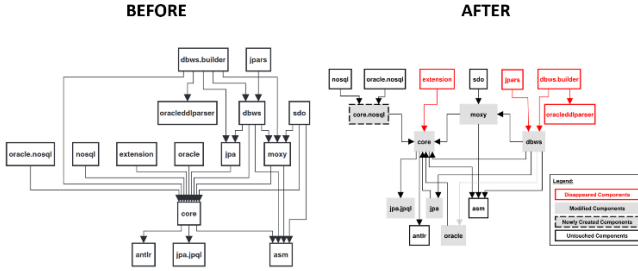 BEFORE
AFTER
dbws.builder
jpars
oracleddlparser
dbws
sdo
oracle.nosql
nosql
extension
oracle
jpa
moxy
core
antlr
jpa.jpql
asm
nosql
oracle.nosql
extension
sdo
jpars
dbws.builder
core.nosql
moxy
oracleddlparser
core
dbws
jpa.jpql
jpa
asm
antlr
oracle
Legend:
Disappeared Components
Modified Components
Newly Created Components
Untouched Components